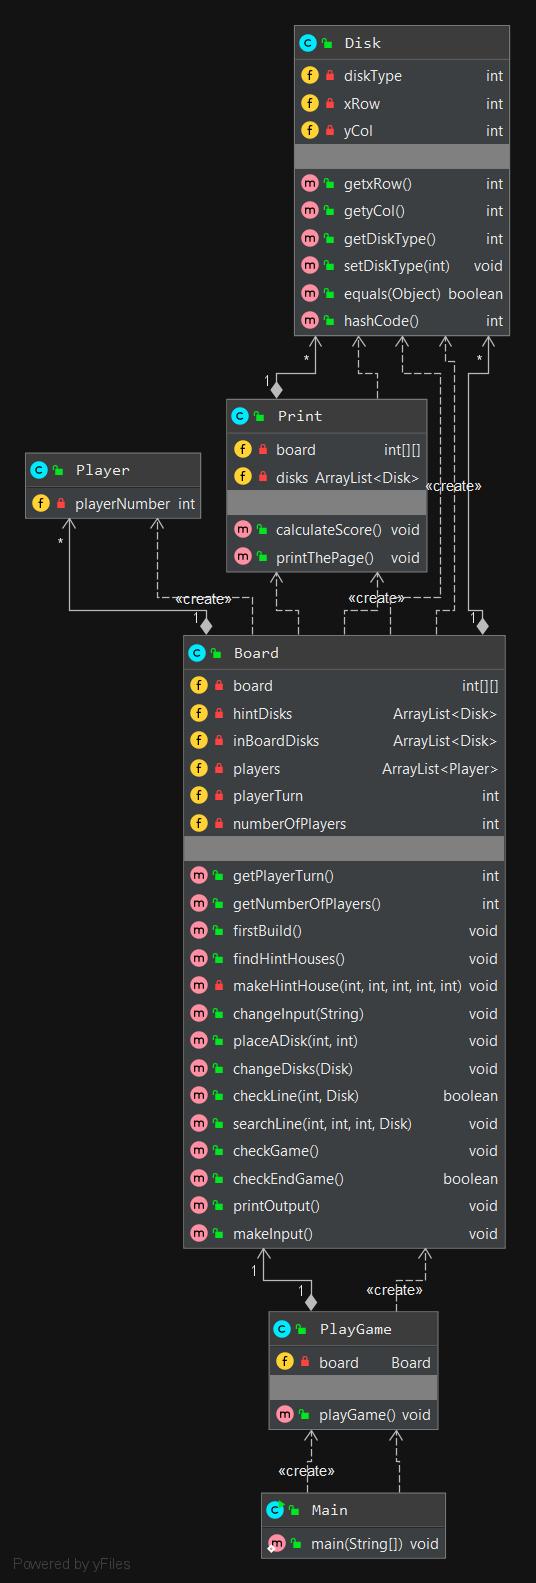 Disk
diskType int
xRow int
yCol int
getxRow() int
getyCol() int
getDiskType() int
setDiskType(int) void
equals(Object) boolean
hashCode() int
* *
1
Print
board int[][]
disks ArrayList<Disk>
«create»
calculateScore() void
printThePage() void
Player
playerNumber int
*
«create» «create»
1 1
Board
board int[][]
hintDisks ArrayList<Disk>
inBoardDisks ArrayList<Disk>
players ArrayList<Player>
playerTurn int
numberOfPlayers int
getPlayerTurn() int
getNumberOfPlayers() int
firstBuild() void
findHintHouses() void
makeHintHouse(int, int, int, int, int) void
changeInput(String) void
placeADisk(int, int) void
changeDisks(Disk) void
checkLine(int, Disk) boolean
searchLine(int, int, int, Disk) void
checkGame() void
checkEndGame() boolean
printOutput() void
makeInput() void
1
1 «create»
PlayGame
board Board
playGame() void
«create»
Main
main(String[]) void
Powered by yFiles